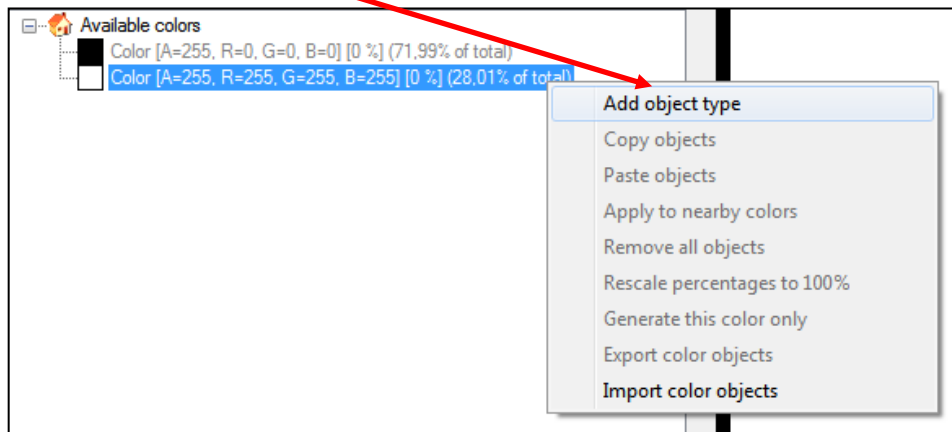 Available colors
Color [A=255, R=0, G=0, B=0] [0 %] (71,99% of total)
Color [A=255, R=255, G=255, B=255] [0 %] (28,01% of total)
Add object type
Copy objects
Paste objects
Apply to nearby colors
Remove all objects
Rescale percentages to 100%
Generate this color only
Export color objects
Import color objects